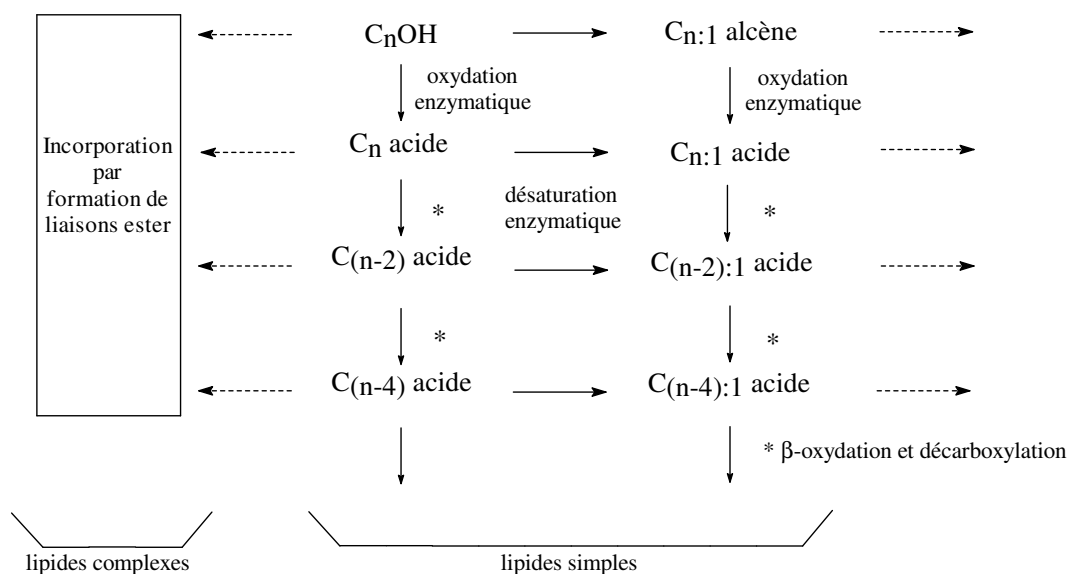 CnOH
Cn:1 alcène
oxydation
enzymatique
oxydation
enzymatique
Incorporation
par
formation de
liaisons ester
Cn acide
Cn:1 acide
*
désaturation
enzymatique
*
C(n-2) acide
C(n-2):1 acide
*
*
C(n-4) acide
C(n-4):1 acide
* β-oxydation et décarboxylation
lipides complexes
lipides simples